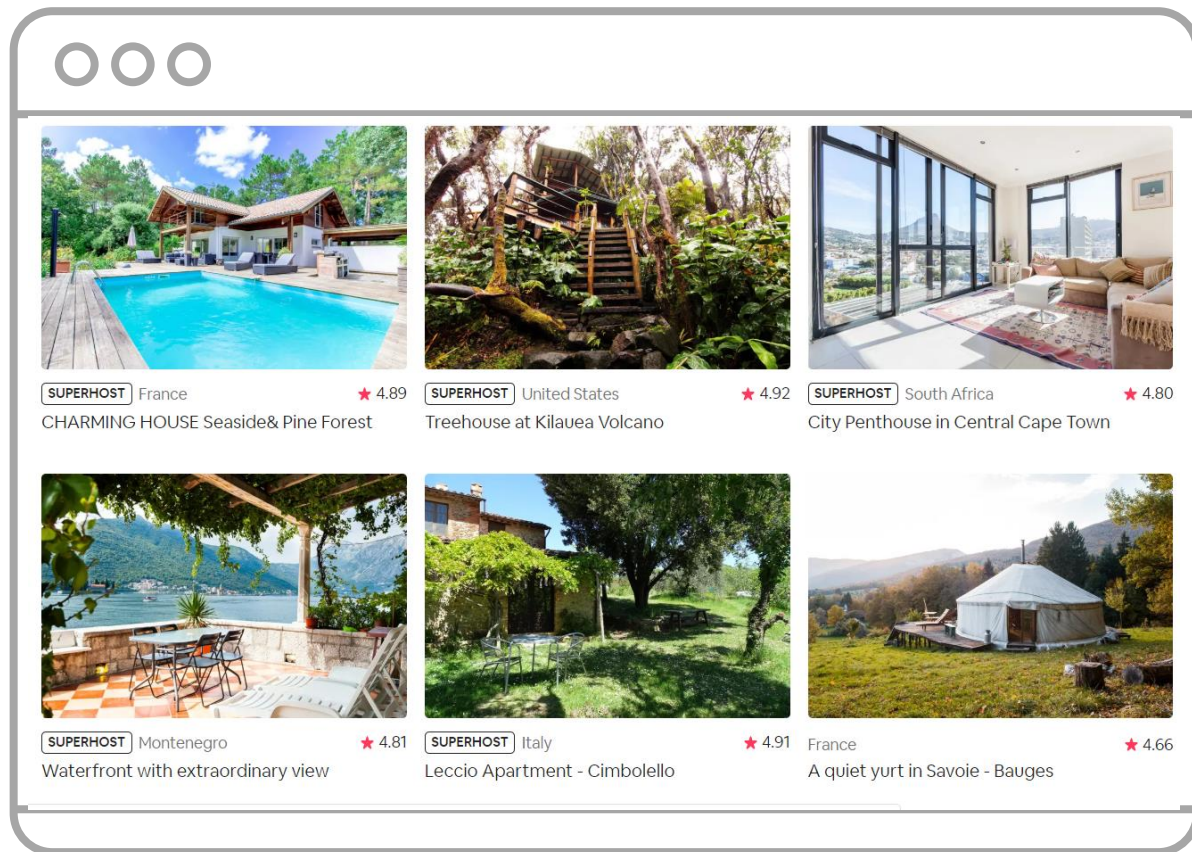 SUPERHOST France ★ 4.89
CHARMING HOUSE Seaside& Pine Forest
SUPERHOST United States ★ 4.92
Treehouse at Kilauea Volcano
SUPERHOST South Africa ★ 4.80
City Penthouse in Central Cape Town
SUPERHOST Montenegro ★ 4.81
Waterfront with extraordinary view
SUPERHOST Italy ★ 4.91
Leccio Apartment - Cimbolello
France ★ 4.66
A quiet yurt in Savoie - Bauges